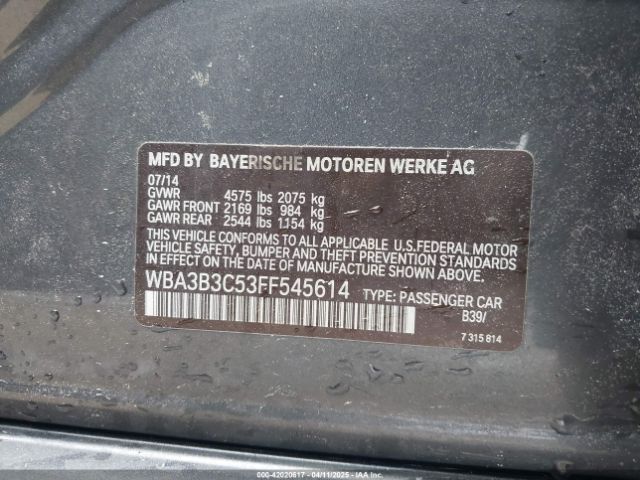 MFD BY BAYERISCHE MOTOREN WERKE AG
07/14
GVWR 4575 lbs 2075 kg
GAWR FRONT 2169 lbs 984 kg
GAWR REAR 2544 lbs 1154 kg
THIS VEHICLE CONFORMS TO ALL APPLICABLE U.S.FEDERAL MOTOR
VEHICLE SAFETY, BUMPER AND THEFT PREVENTION STANDARDS
IN EFFECT ON THE DATE OF MANUFACTURE SHOWN ABOVE.
WBA3B3C53FF545614 TYPE: PASSENGER CAR
B39/
7 315 814
000-42020617 - 04/11/2025 - IAAI.COM